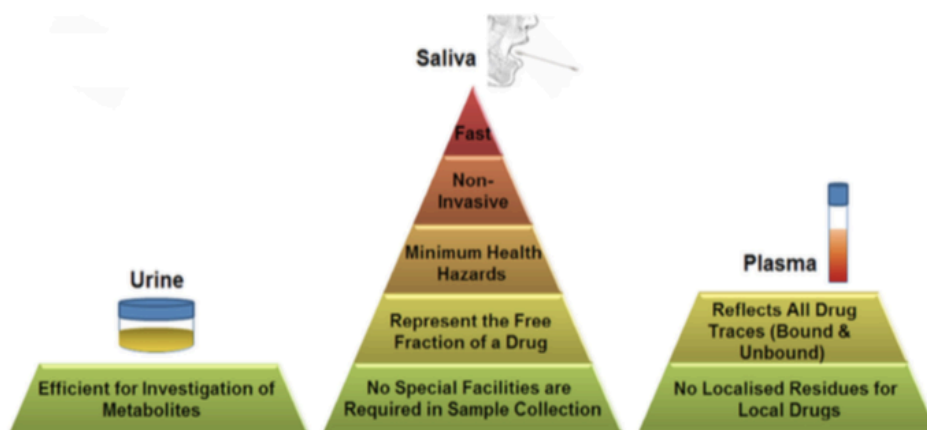 Urine
Efficient for Investigation of
Metabolites
Saliva
Fast
Non-
Invasive
Minimum Health
Hazards
Represent the Free
Fraction of a Drug
No Special Facilities are
Required in Sample Collection
Plasma
Reflects All Drug
Traces (Bound &
Unbound)
No Localised Residues for
Local Drugs